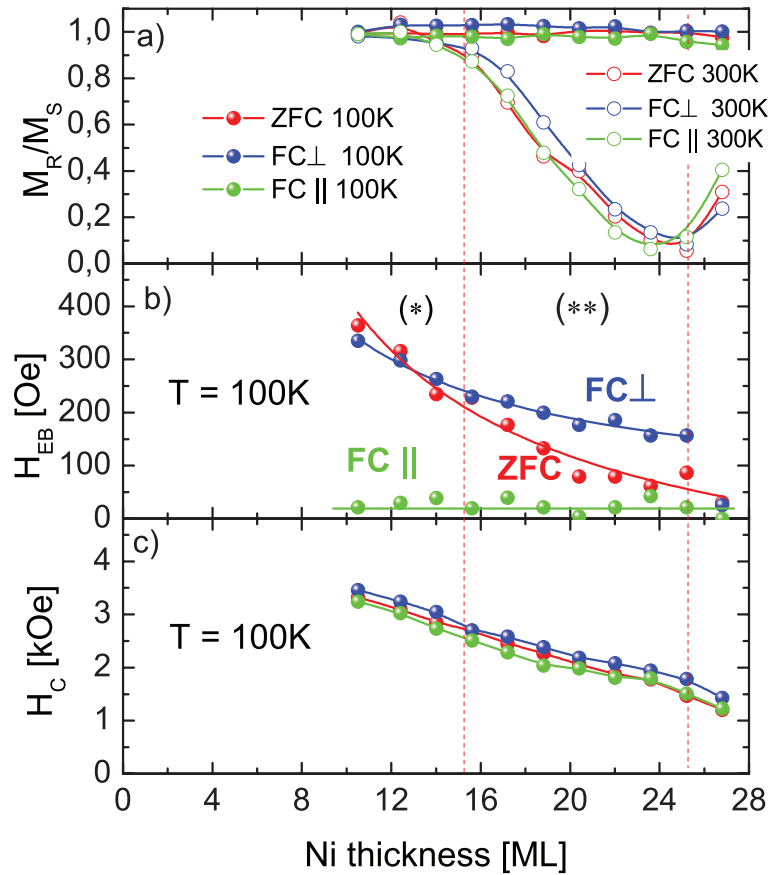 a)
M_R/M_S
1,0
0,8
0,6
0,4
0,2
0,0
ZFC 100K
FC⊥ 100K
FC || 100K
ZFC 300K
FC⊥ 300K
FC || 300K
b)
H_EB [Oe]
400
300
200
100
0
(*)
(**)
T = 100K
FC⊥
FC ||
ZFC
c)
H_C [kOe]
4
3
2
1
0
T = 100K
0 4 8 12 16 20 24 28
Ni thickness [ML]